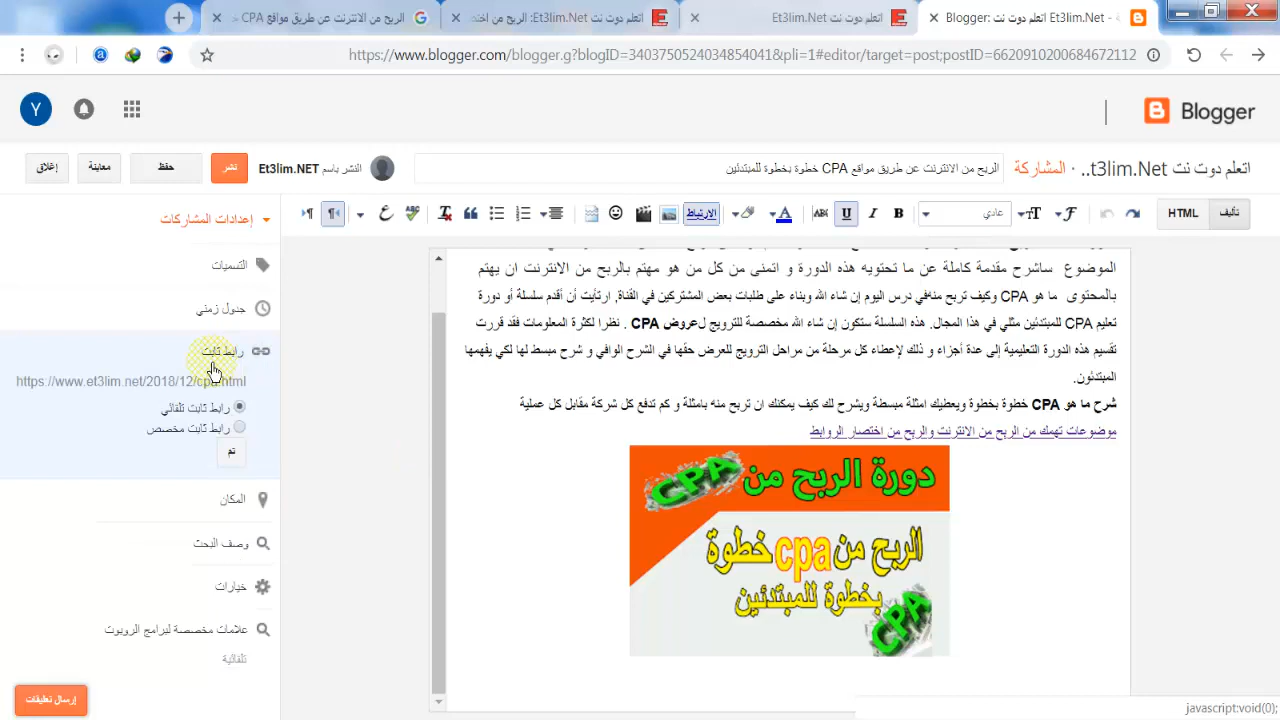 الربح من الانترنت عن طريق مواقع CPA
Et3lim.Net اتعلم دوت نت: الربح من اخت
Et3lim.Net اتعلم دوت نت
Blogger: اتعلم دوت نت Et3lim.Net -
https://www.blogger.com/blogger.g?blogID=3403750524034854041&pli=1#editor/target=post;postID=6620910200684672112
Y
Blogger
اتعلم دوت نت t3lim.Net.. · المشاركة
الربح من الانترنت عن طريق مواقع CPA خطوة بخطوة للمبتدئين
النشر باسم Et3lim.NET
نشر
حفظ
معاينة
إغلاق
تأليف
HTML
عادي
الارتباط
إعدادات المشاركات
التسميات
جدول زمني
رابط ثابت
https://www.et3lim.net/2018/12/cpa.html
رابط ثابت تلقائي
رابط ثابت مخصص
تم
المكان
وصف البحث
خيارات
علامات مخصصة لبرامج الروبوت
تلقائية
إرسال تعليقات
الموضوع ساشرح مقدمة كاملة عن ما تحتويه هذه الدورة و اتمنى من كل من هو مهتم بالربح من الانترنت ان يهتم
بالمحتوى ما هو CPA وكيف تربح منه‎في درس اليوم إن شاء الله وبناء على طلبات بعض المشتركين في القناة, ارتأيت أن أقدم سلسلة أو دورة
تعليم CPA للمبتدئين مثلي في هذا المجال. هذه السلسلة ستكون إن شاء الله مخصصة للترويج لعروض CPA . نظرا لكثرة المعلومات فقد قررت
تقسيم هذه الدورة التعليمية إلى عدة أجزاء و ذلك لإعطاء كل مرحلة من مراحل الترويج للعرض حقها في الشرح الوافي و شرح مبسط لها لكي يفهمها
المبتدئون.
شرح ما هو CPA خطوة بخطوة ويعطيك امثلة مبسطة ويشرح لك كيف يمكنك ان تربح منه بامثلة و كم تدفع كل شركة مقابل كل عملية
موضوعات تهمك من الربح من الانترنت والربح من اختصار الروابط
دورة الربح من CPA
الربح من cpa خطوة
بخطوة للمبتدئين
CPA
javascript:void(0);